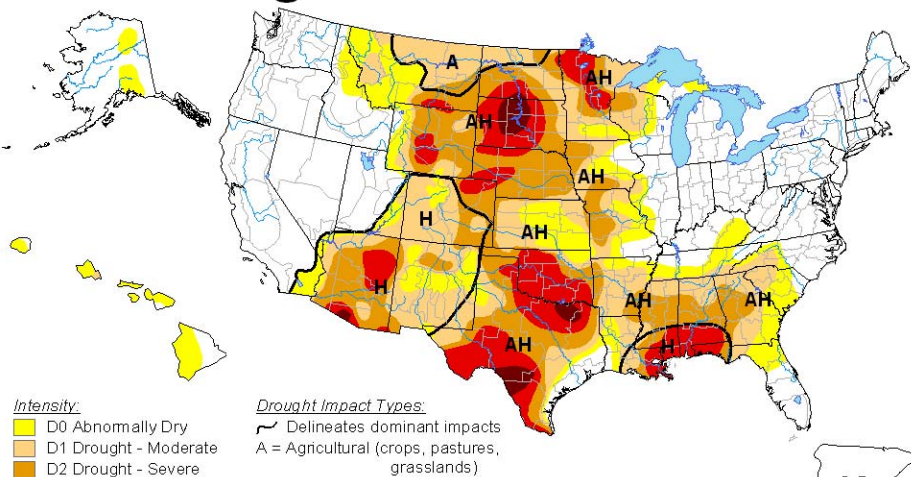 A
AH
AH
AH
H
AH
H
AH
AH
AH
H
Intensity:
D0 Abnormally Dry
D1 Drought - Moderate
D2 Drought - Severe
Drought Impact Types:
Delineates dominant impacts
A = Agricultural (crops, pastures,
grasslands)